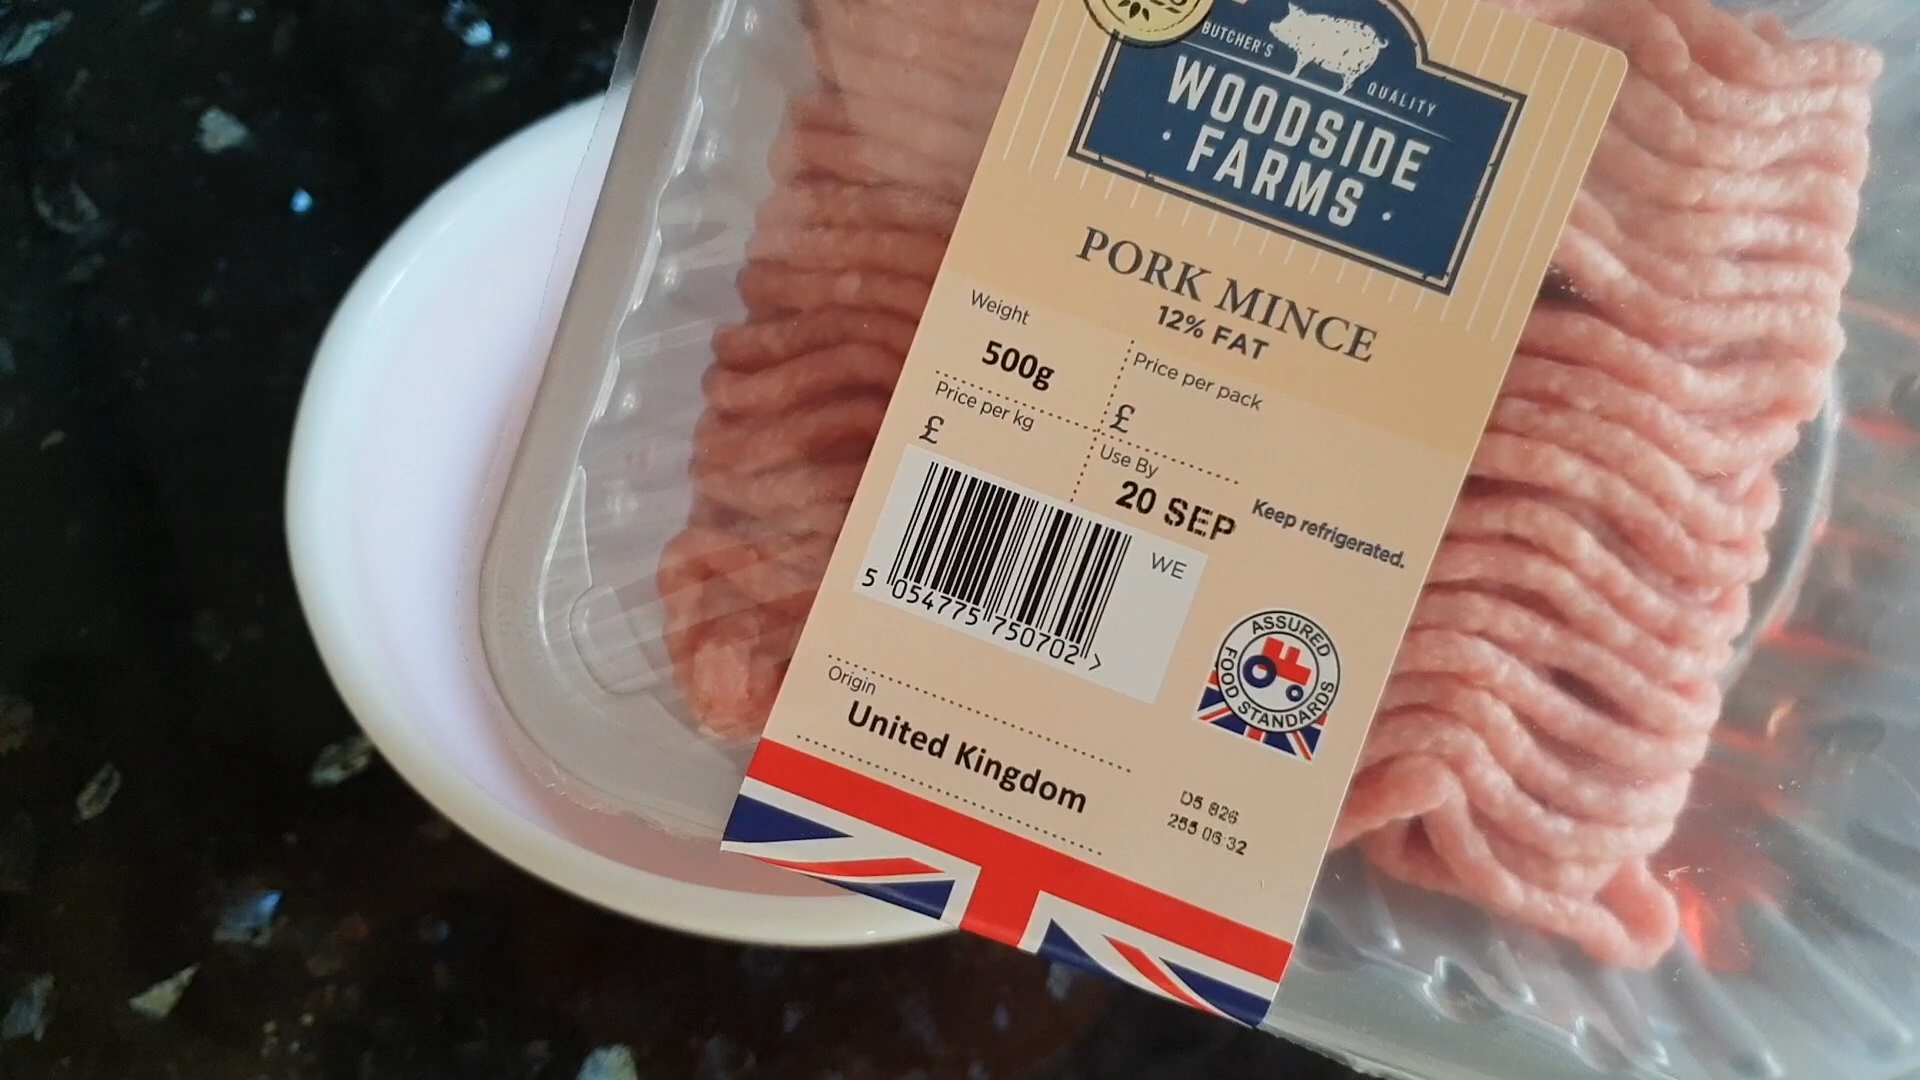 BUTCHER'S QUALITY
WOODSIDE
· FARMS ·
PORK MINCE
12% FAT
Weight
500g
Price per pack
£
Price per kg
£
Use By
20 SEP
Keep refrigerated.
WE
5 054775 750702 >
ASSURED
FOOD STANDARDS
Origin
United Kingdom
D5 826
255 06:32